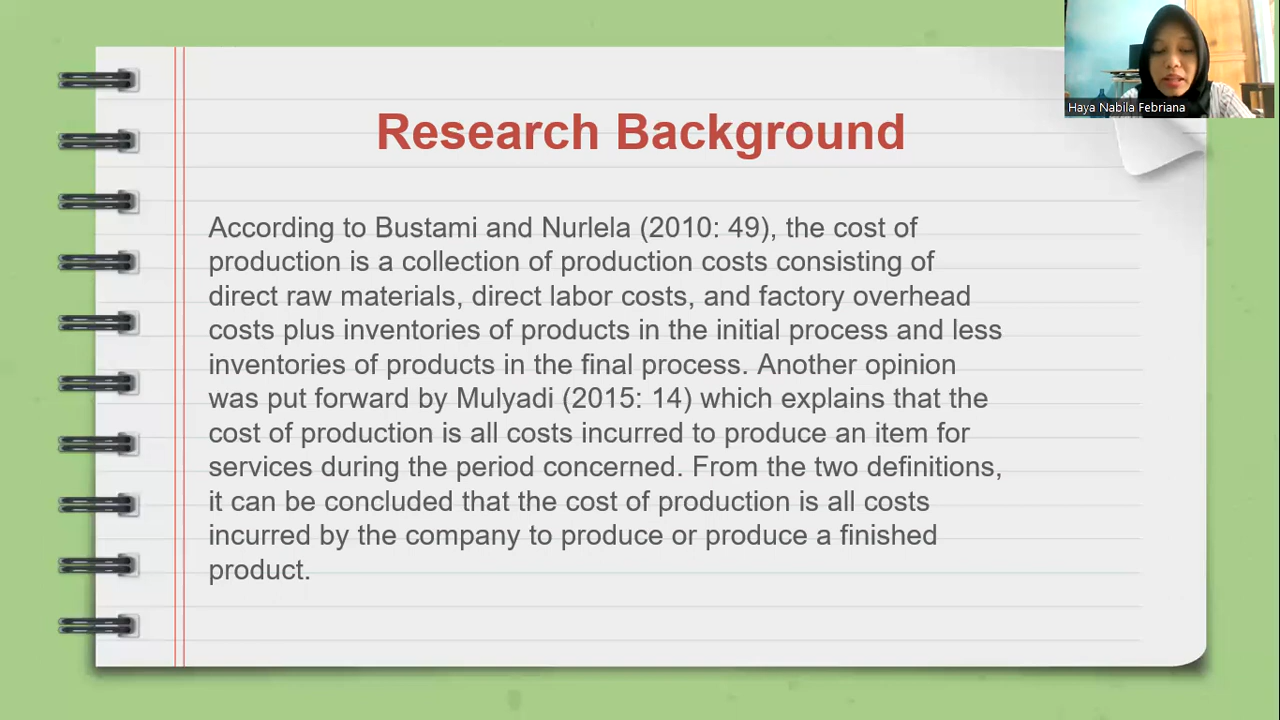 Haya Nabila Febriana
Research Background
According to Bustami and Nurlela (2010: 49), the cost of
production is a collection of production costs consisting of
direct raw materials, direct labor costs, and factory overhead
costs plus inventories of products in the initial process and less
inventories of products in the final process. Another opinion
was put forward by Mulyadi (2015: 14) which explains that the
cost of production is all costs incurred to produce an item for
services during the period concerned. From the two definitions,
it can be concluded that the cost of production is all costs
incurred by the company to produce or produce a finished
product.